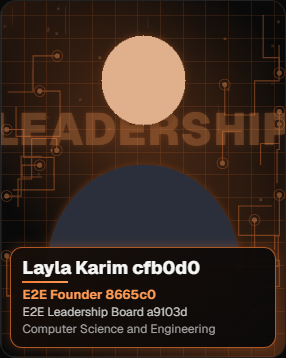 LEADERSHIP
Layla Karim cfb0d0
E2E Founder 8665c0
E2E Leadership Board a9103d
Computer Science and Engineering